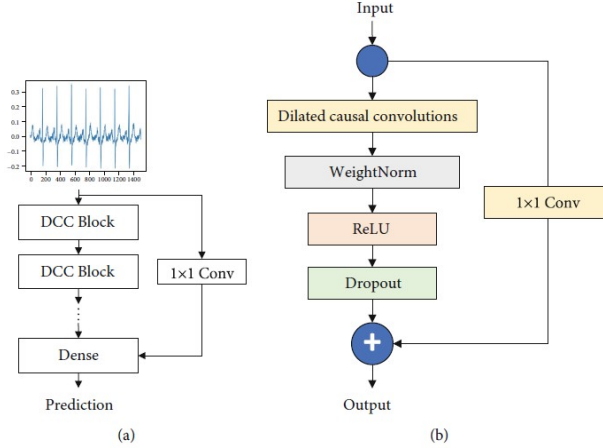 0.3
0.2
0.1
0.0
−0.1
−0.2
0 200 400 600 800 1000 1200 1400
DCC Block
DCC Block
1×1 Conv
Dense
Prediction
(a)
Input
Dilated causal convolutions
WeightNorm
1×1 Conv
ReLU
Dropout
+
Output
(b)